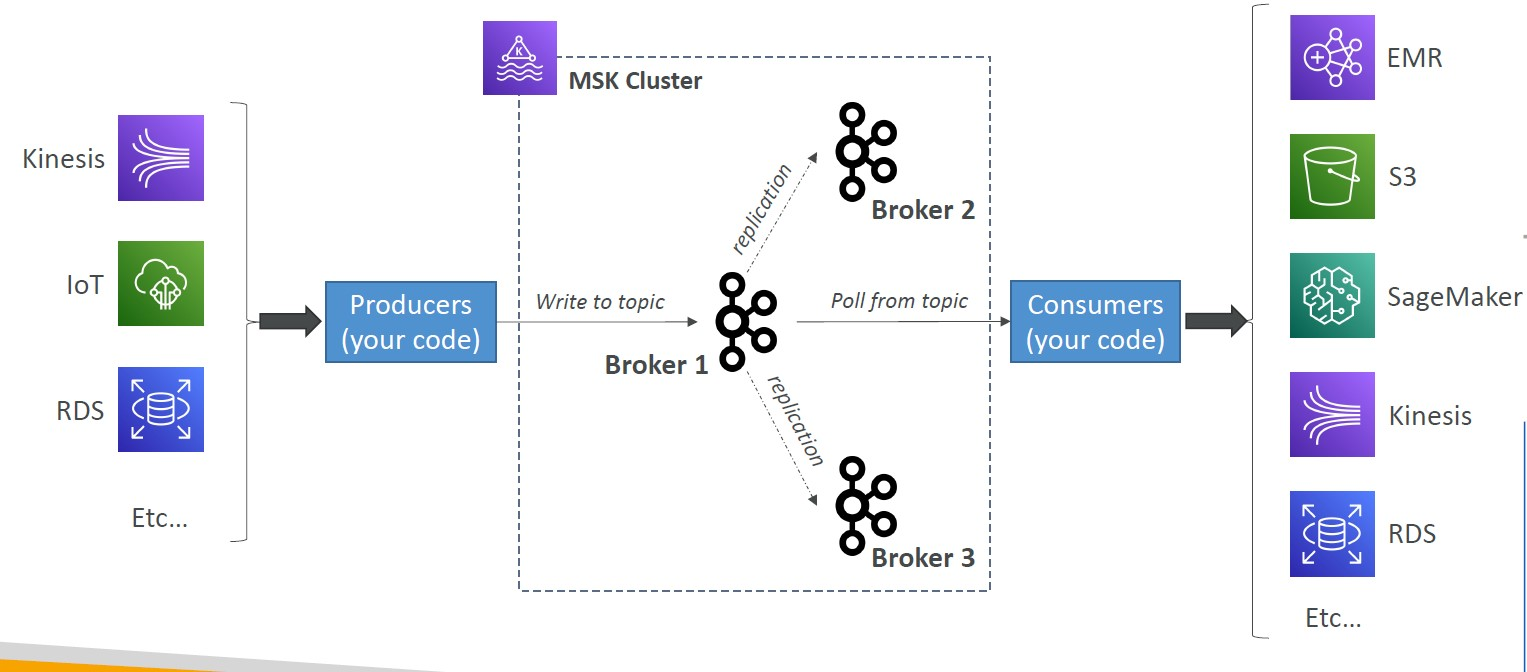 MSK Cluster
K
Kinesis
IoT
RDS
Etc...
Producers
(your code)
Write to topic
Broker 1
replication
Broker 2
replication
Broker 3
Poll from topic
Consumers
(your code)
EMR
S3
SageMaker
Kinesis
RDS
Etc...